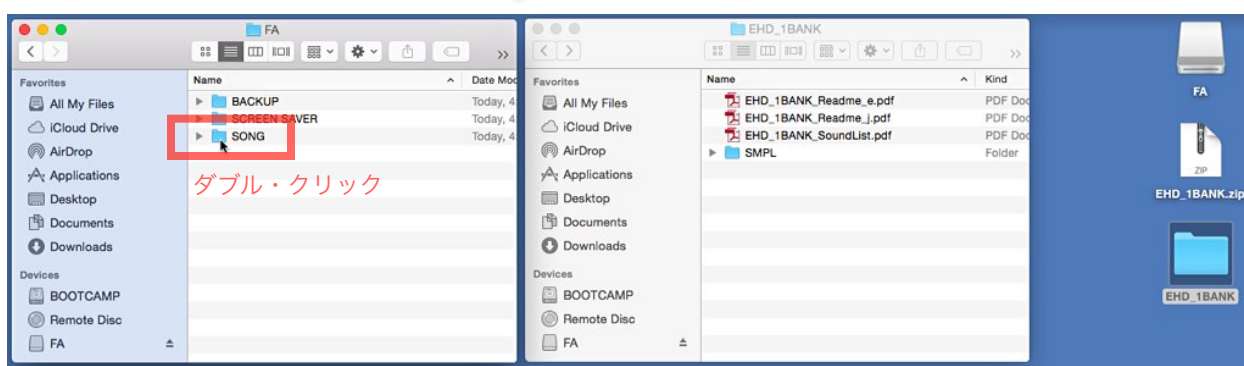 FA
Favorites
All My Files
iCloud Drive
AirDrop
Applications
Desktop
Documents
Downloads
Devices
BOOTCAMP
Remote Disc
FA
Name
Date Mod
BACKUP
Today, 4:
SCREEN SAVER
Today, 4:
SONG
Today, 4:
ダブル・クリック
EHD_1BANK
Favorites
All My Files
iCloud Drive
AirDrop
Applications
Desktop
Documents
Downloads
Devices
BOOTCAMP
Remote Disc
FA
Name
Kind
EHD_1BANK_Readme_e.pdf
PDF Doc
EHD_1BANK_Readme_j.pdf
PDF Doc
EHD_1BANK_SoundList.pdf
PDF Doc
SMPL
Folder
FA
ZIP
EHD_1BANK.zip
EHD_1BANK